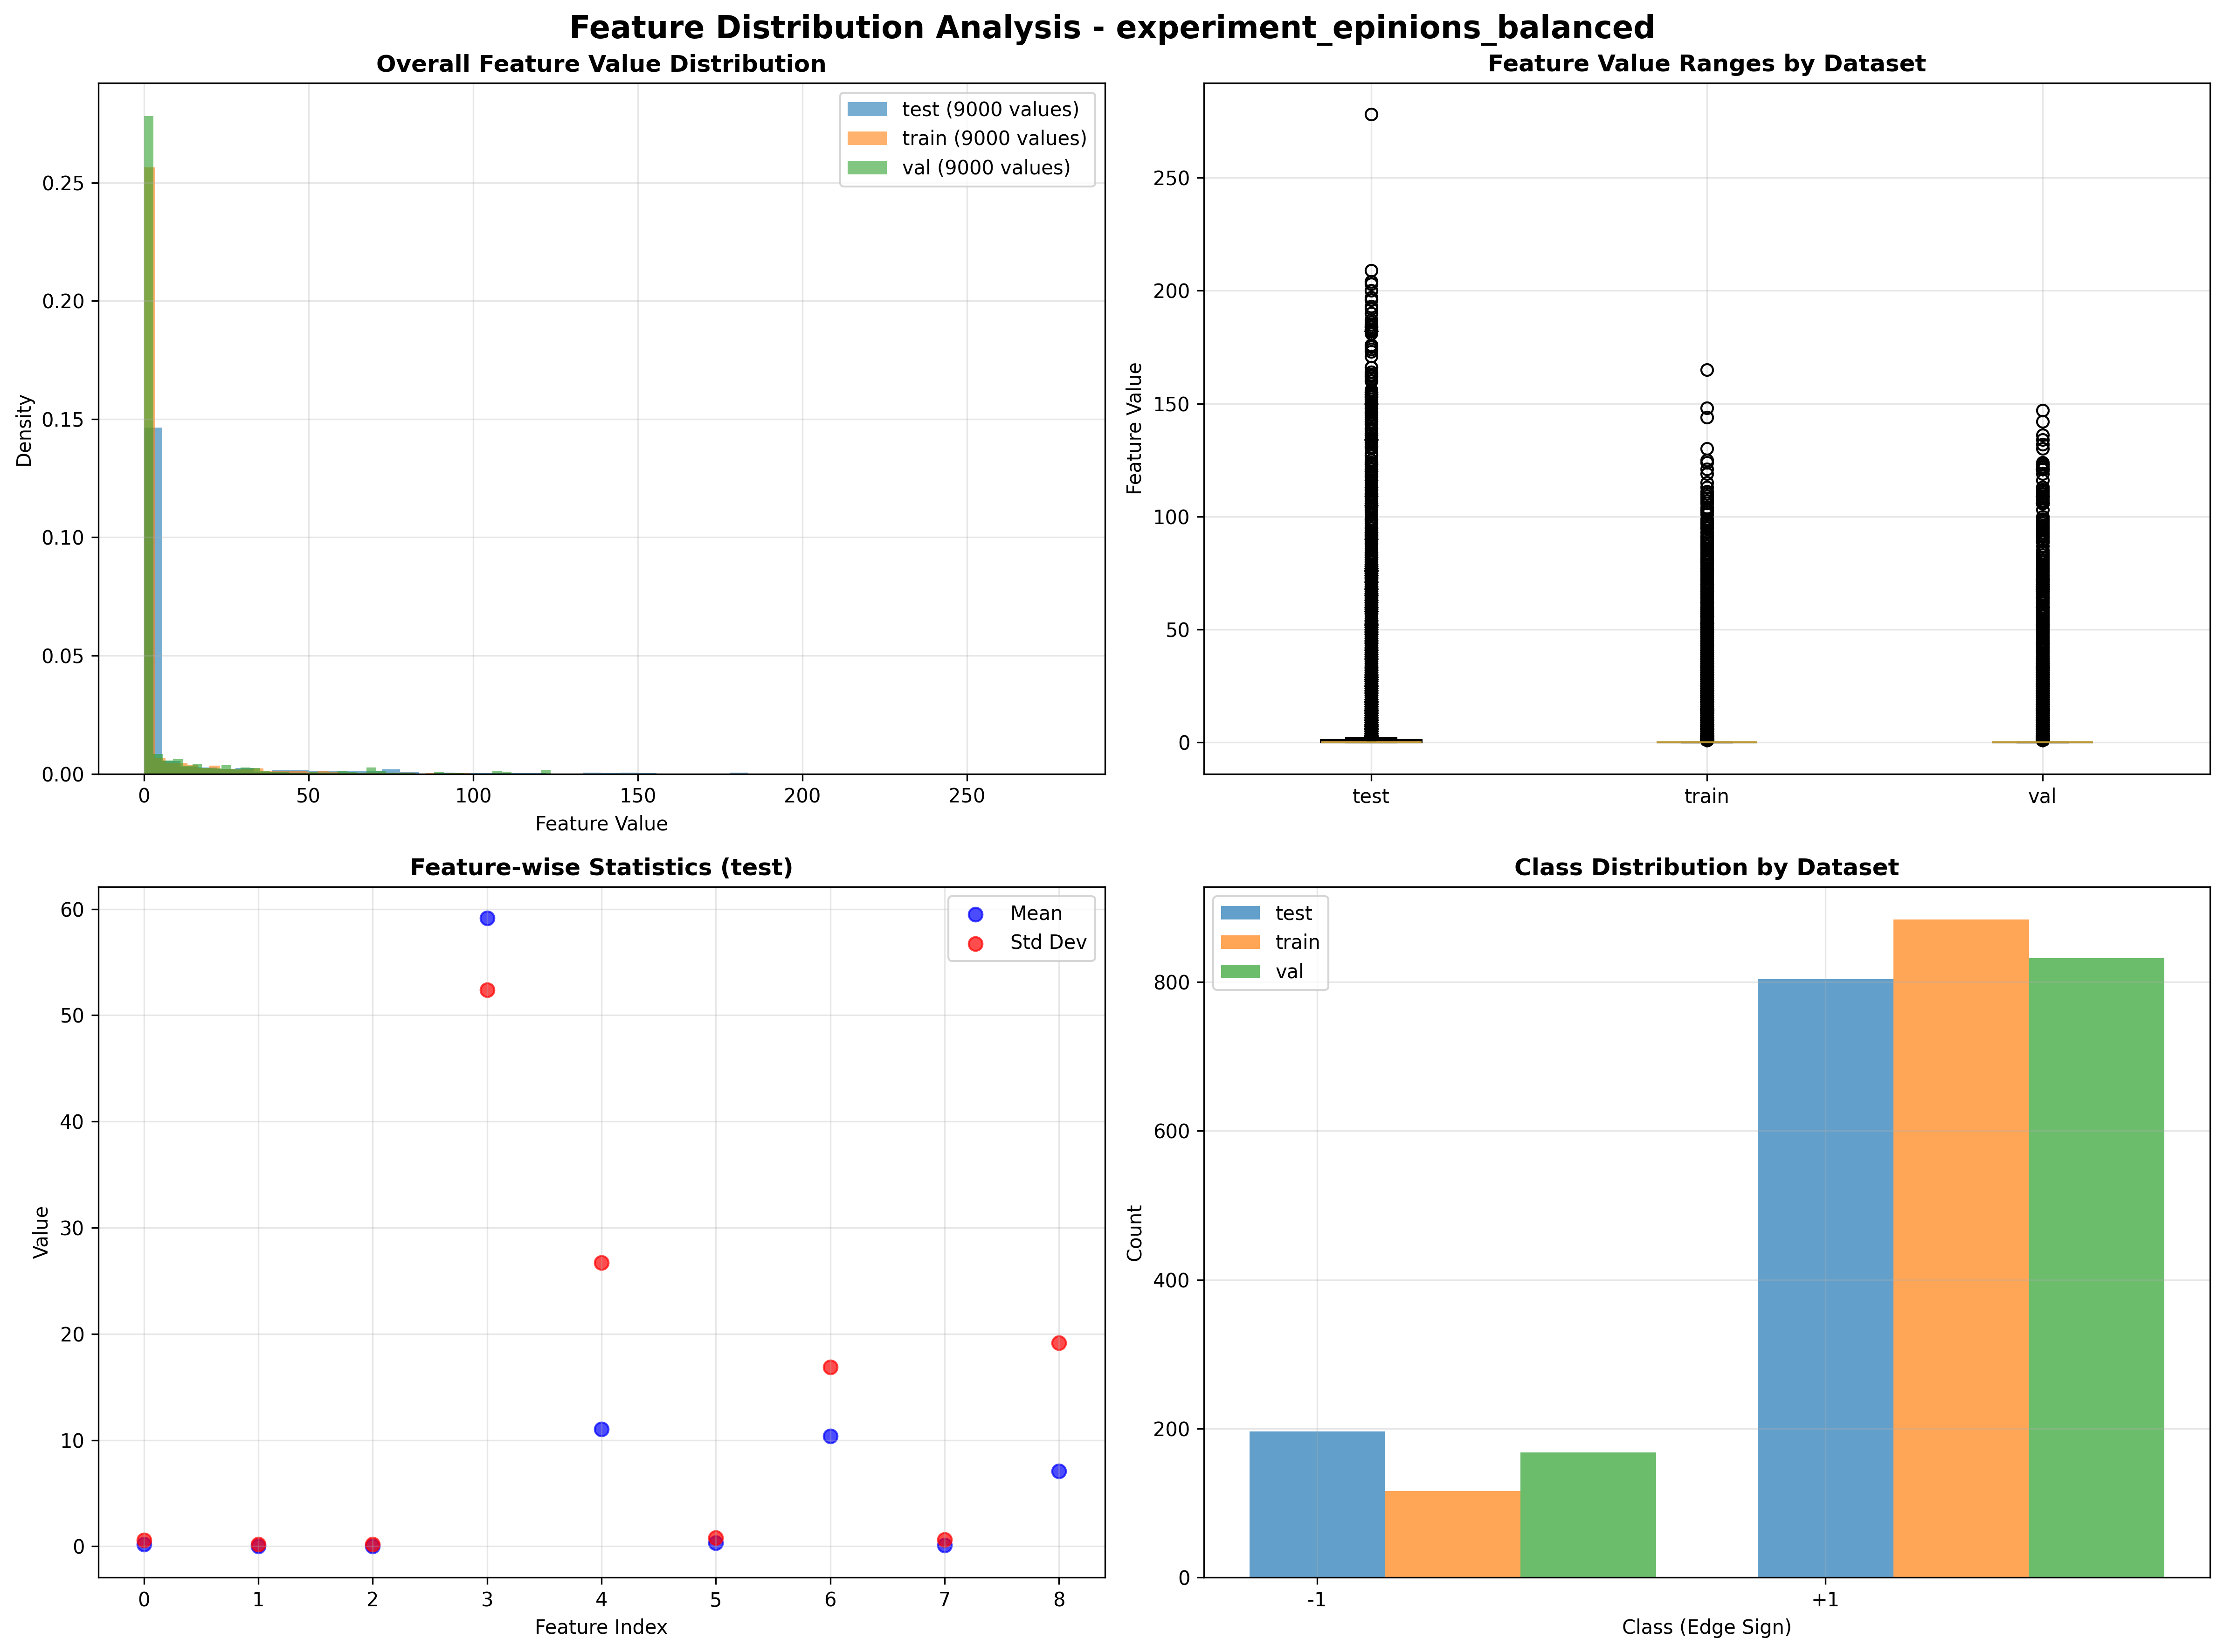 Feature Distribution Analysis - experiment_epinions_balanced
Overall Feature Value Distribution
test (9000 values)
train (9000 values)
val (9000 values)
Density
0.25
0.20
0.15
0.10
0.05
0.00
0 50 100 150 200 250
Feature Value
Feature Value Ranges by Dataset
Feature Value
250
200
150
100
50
0
test train val
Feature-wise Statistics (test)
Mean
Std Dev
Value
60
50
40
30
20
10
0
0 1 2 3 4 5 6 7 8
Feature Index
Class Distribution by Dataset
test
train
val
Count
800
600
400
200
0
-1 +1
Class (Edge Sign)